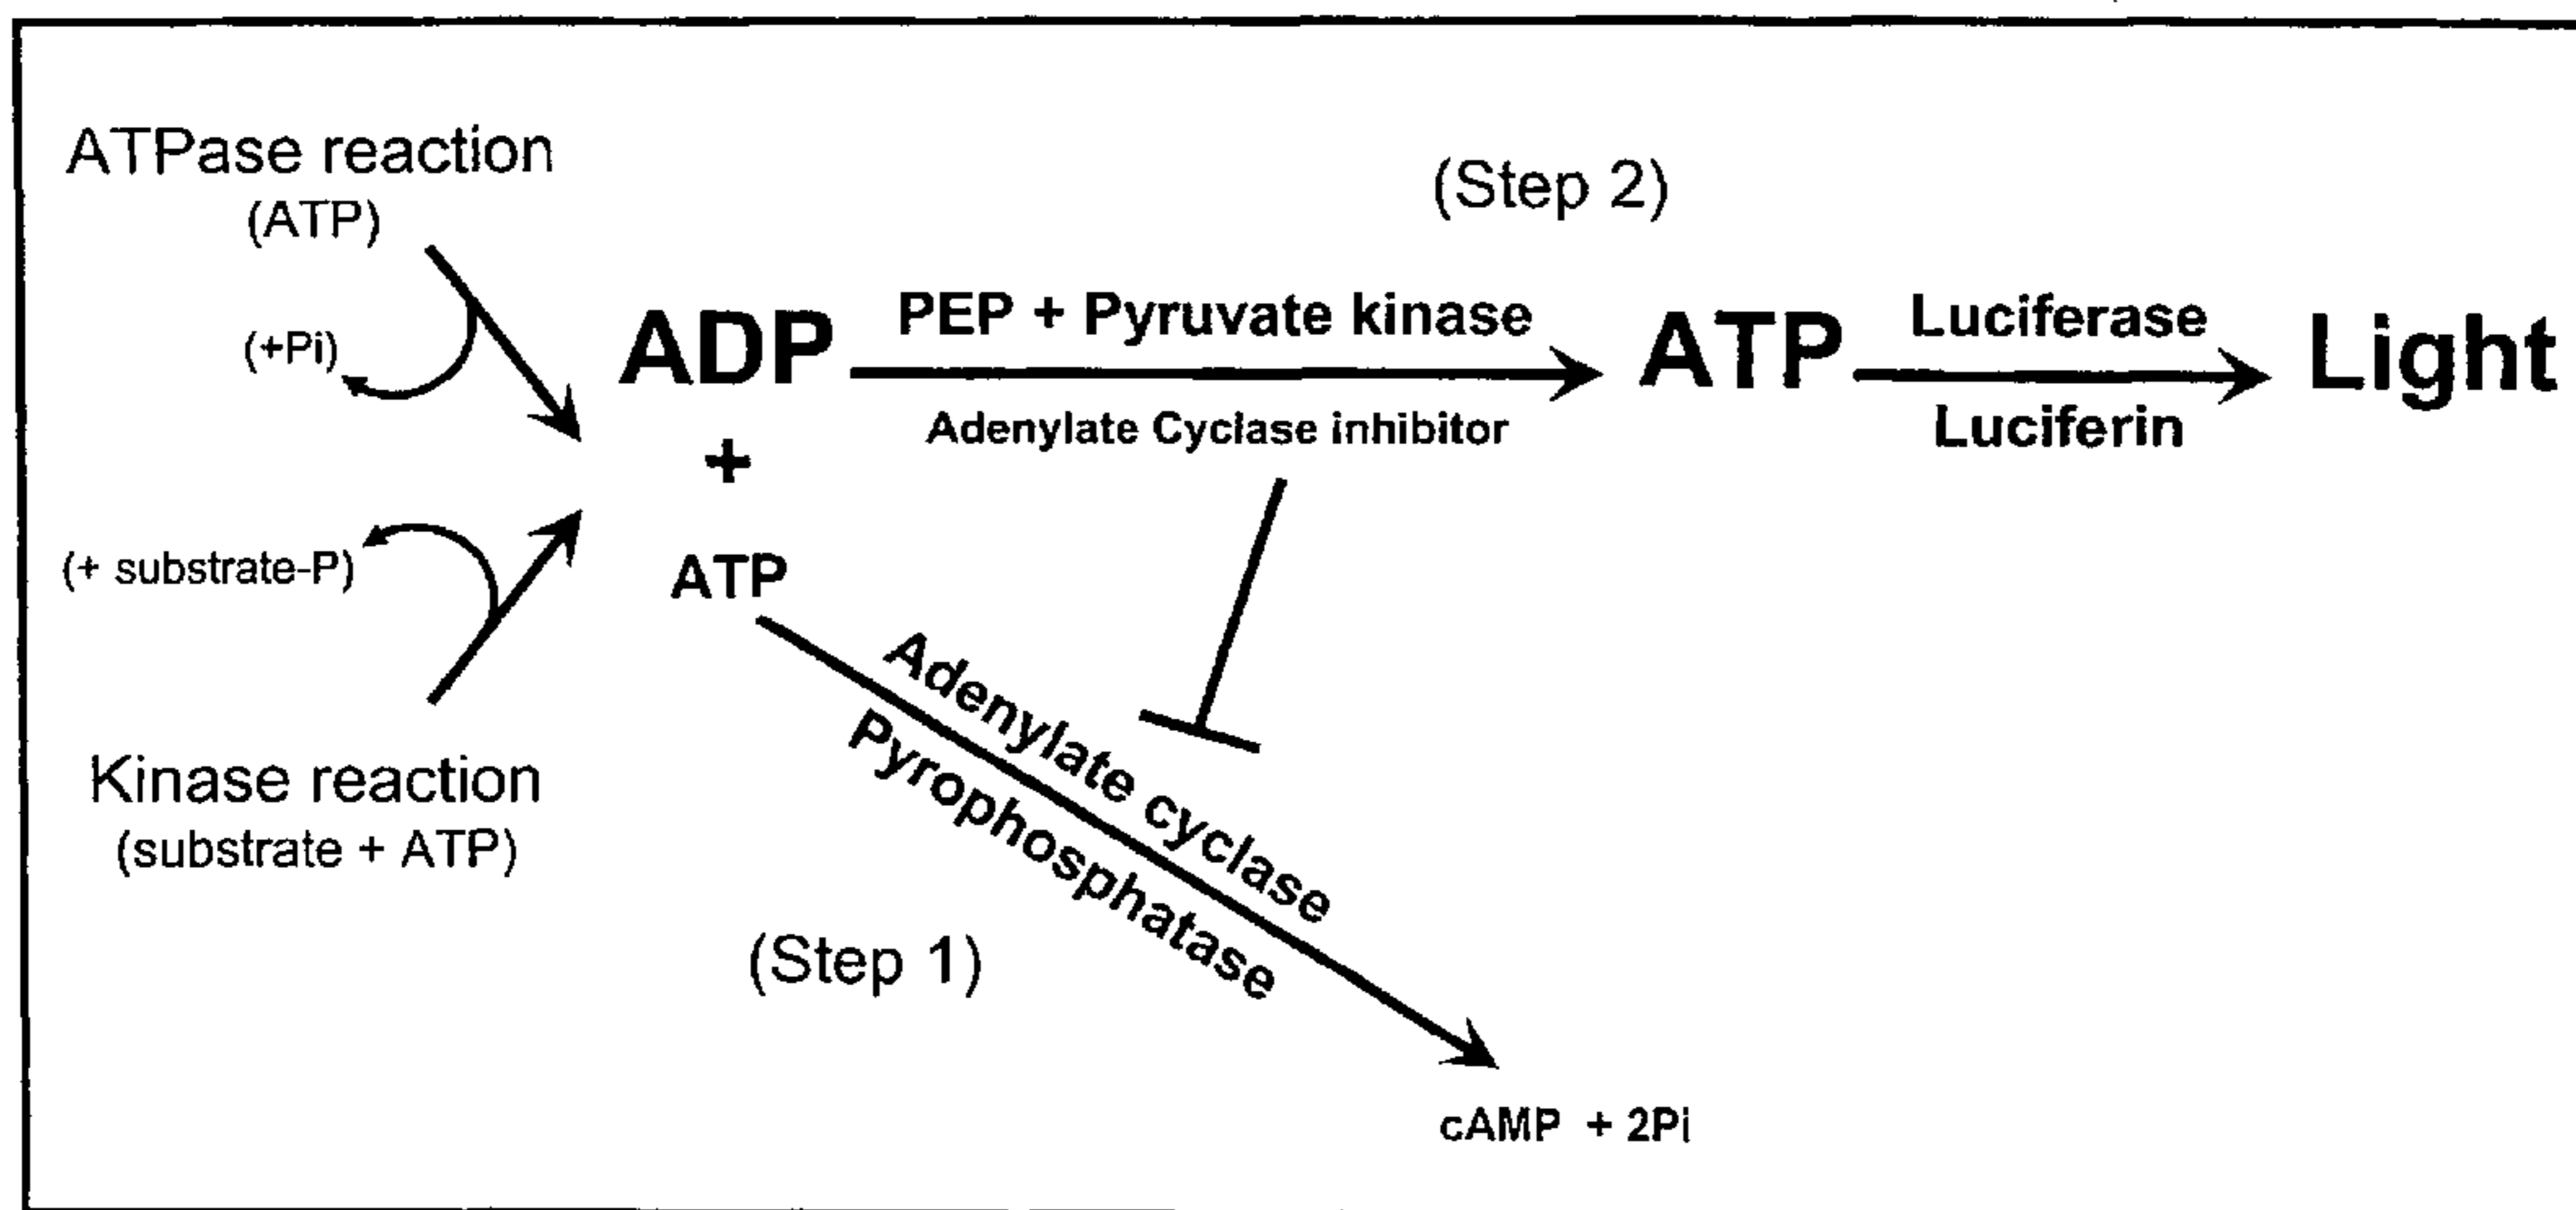 ATPase reaction
(ATP)
(+Pi)
(+ substrate-P)
Kinase reaction
(substrate + ATP)
ADP
+
ATP
(Step 2)
PEP + Pyruvate kinase
Adenylate Cyclase inhibitor
ATP
Luciferase
Luciferin
Light
Adenylate cyclase
Pyrophosphatase
(Step 1)
cAMP + 2Pi